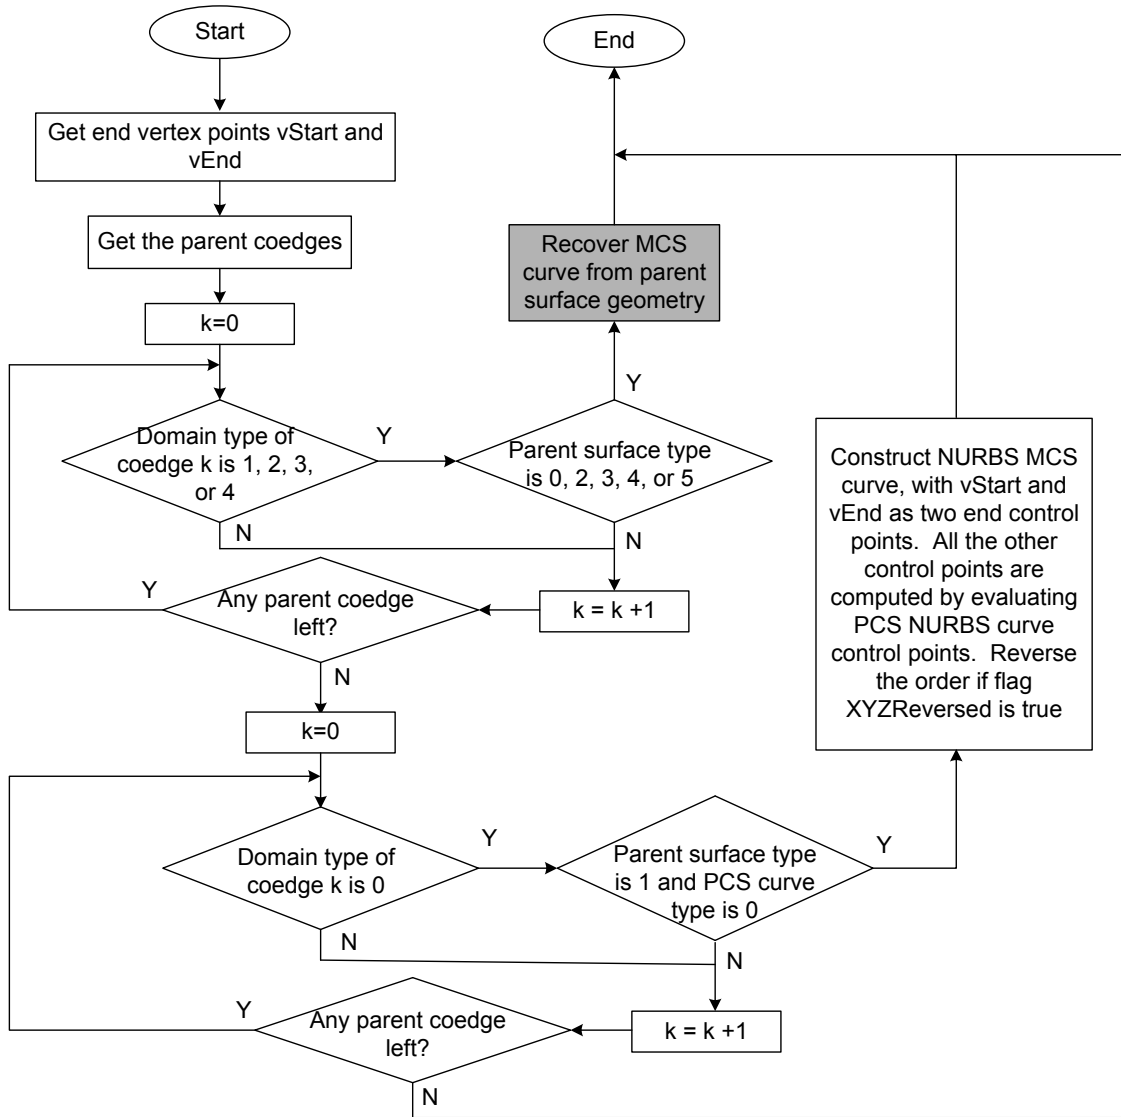 Start
End
Get end vertex points vStart and
vEnd
Get the parent coedges
k=0
Recover MCS
curve from parent
surface geometry
Y
Domain type of
coedge k is 1, 2, 3,
or 4
Y
Parent surface type
is 0, 2, 3, 4, or 5
N
N
Y
Any parent coedge
left?
k = k +1
N
k=0
Construct NURBS MCS
curve, with vStart and
vEnd as two end control
points.  All the other
control points are
computed by evaluating
PCS NURBS curve
control points.  Reverse
the order if flag
XYZReversed is true
Domain type of
coedge k is 0
Y
Parent surface type
is 1 and PCS curve
type is 0
Y
N
N
Y
Any parent coedge
left?
k = k +1
N